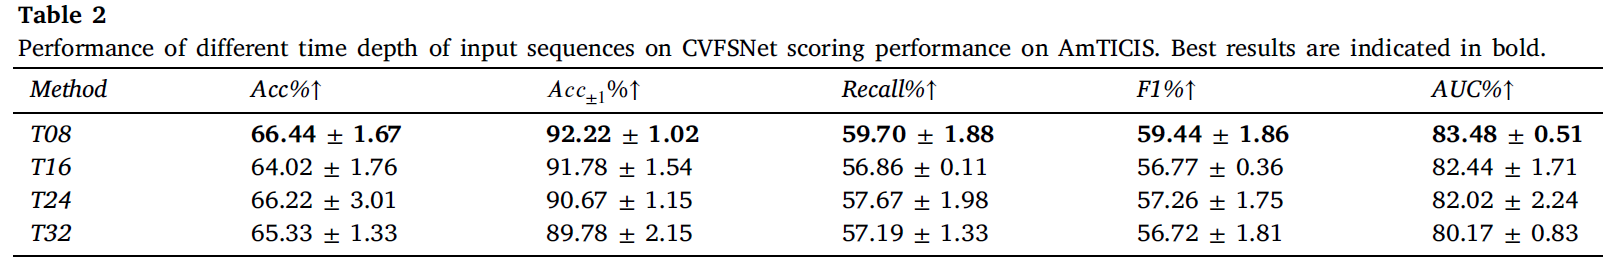 Table 2
Performance of different time depth of input sequences on CVFSNet scoring performance on AmTICIS. Best results are indicated in bold.
Method Acc%↑ Acc±1%↑ Recall%↑ F1%↑ AUC%↑
T08 66.44 ± 1.67 92.22 ± 1.02 59.70 ± 1.88 59.44 ± 1.86 83.48 ± 0.51
T16 64.02 ± 1.76 91.78 ± 1.54 56.86 ± 0.11 56.77 ± 0.36 82.44 ± 1.71
T24 66.22 ± 3.01 90.67 ± 1.15 57.67 ± 1.98 57.26 ± 1.75 82.02 ± 2.24
T32 65.33 ± 1.33 89.78 ± 2.15 57.19 ± 1.33 56.72 ± 1.81 80.17 ± 0.83